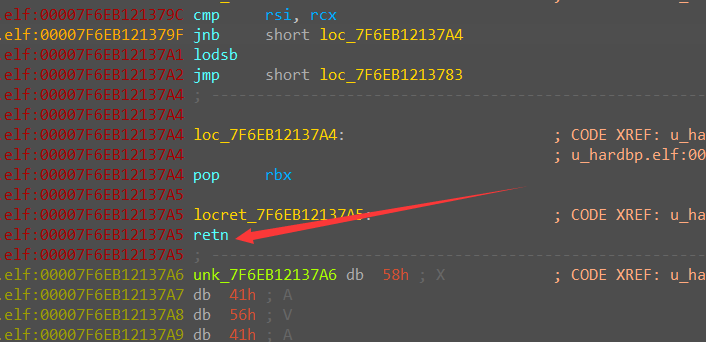 .elf:00007F6EB121379C cmp     rsi, rcx
.elf:00007F6EB121379F jnb     short loc_7F6EB12137A4
.elf:00007F6EB12137A1 lodsb
.elf:00007F6EB12137A2 jmp     short loc_7F6EB1213783
.elf:00007F6EB12137A4 ; ---------------------------------------------------------------------------
.elf:00007F6EB12137A4
.elf:00007F6EB12137A4 loc_7F6EB12137A4:                       ; CODE XREF: u_ha
.elf:00007F6EB12137A4                                         ; u_hardbp.elf:00
.elf:00007F6EB12137A4 pop     rbx
.elf:00007F6EB12137A5
.elf:00007F6EB12137A5 locret_7F6EB12137A5:                    ; CODE XREF: u_ha
.elf:00007F6EB12137A5 retn
.elf:00007F6EB12137A5 ; ---------------------------------------------------------------------------
.elf:00007F6EB12137A6 unk_7F6EB12137A6 db  58h ; X            ; CODE XREF: u_ha
.elf:00007F6EB12137A7 db  41h ; A
.elf:00007F6EB12137A8 db  56h ; V
.elf:00007F6EB12137A9 db  41h ; A